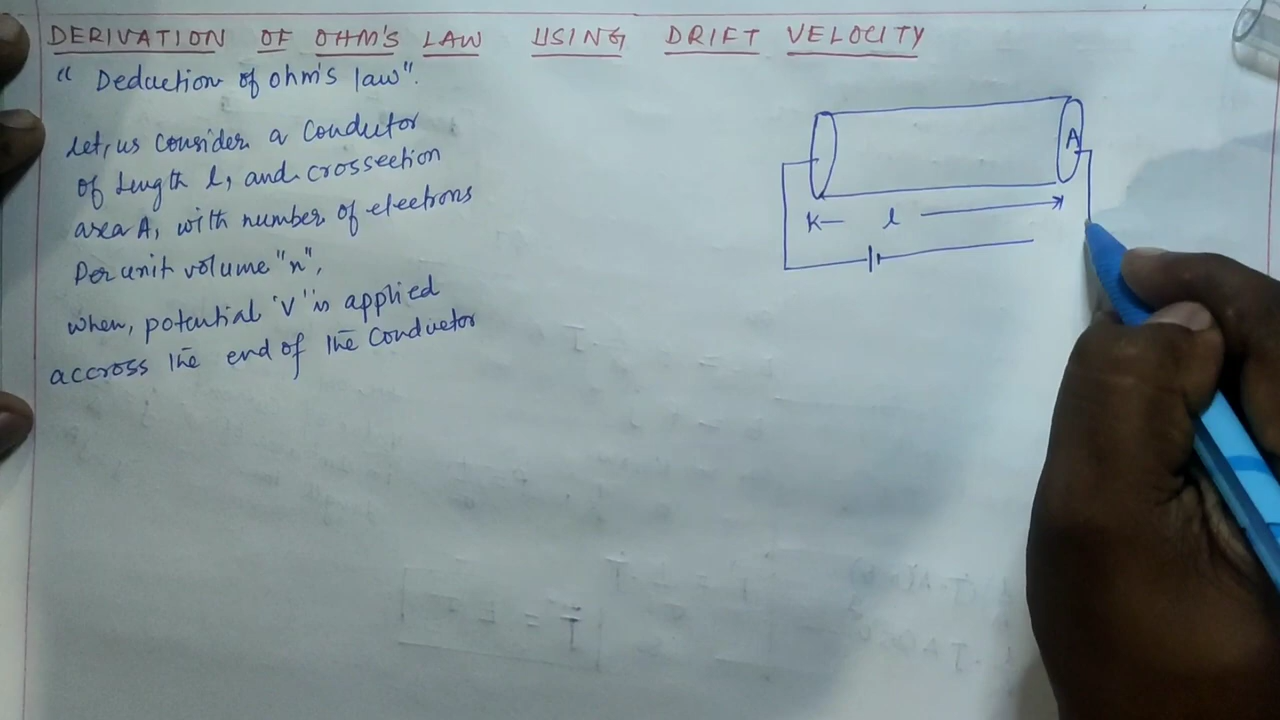 DERIVATION OF OHM'S LAW USING DRIFT VELOCITY
"Deduction of ohm's law".
let, us consider a Condutor
of length l, and crossection
area A, with number of electrons
Per unit volume "n",
when, potential 'V' is applied
accross the end of the Conductor
A
l